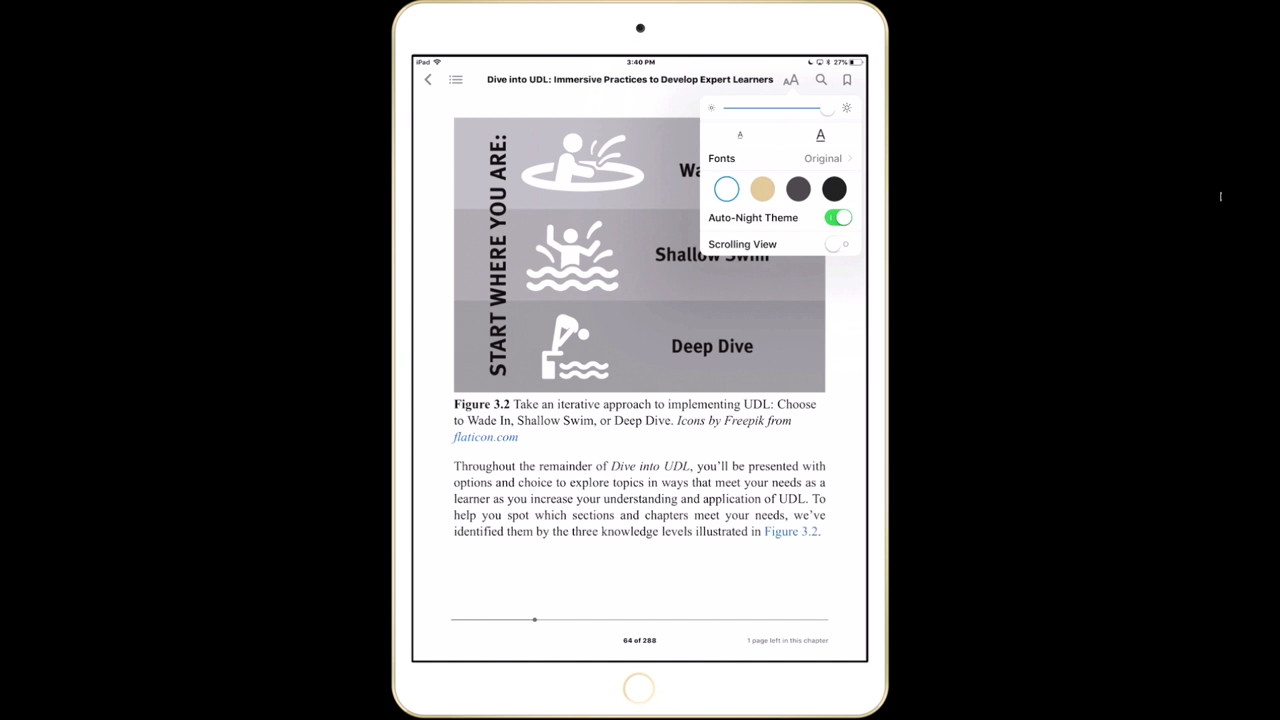 iPad
3:40 PM
27%
Dive into UDL: Immersive Practices to Develop Expert Learners
AA
A
A
Fonts
Original
Auto-Night Theme
Scrolling View
START WHERE YOU ARE:
Wa
Shallow Swim
Deep Dive
Figure 3.2 Take an iterative approach to implementing UDL: Choose
to Wade In, Shallow Swim, or Deep Dive. Icons by Freepik from
flaticon.com
Throughout the remainder of Dive into UDL, you’ll be presented with
options and choice to explore topics in ways that meet your needs as a
learner as you increase your understanding and application of UDL. To
help you spot which sections and chapters meet your needs, we’ve
identified them by the three knowledge levels illustrated in Figure 3.2.
64 of 288
1 page left in this chapter